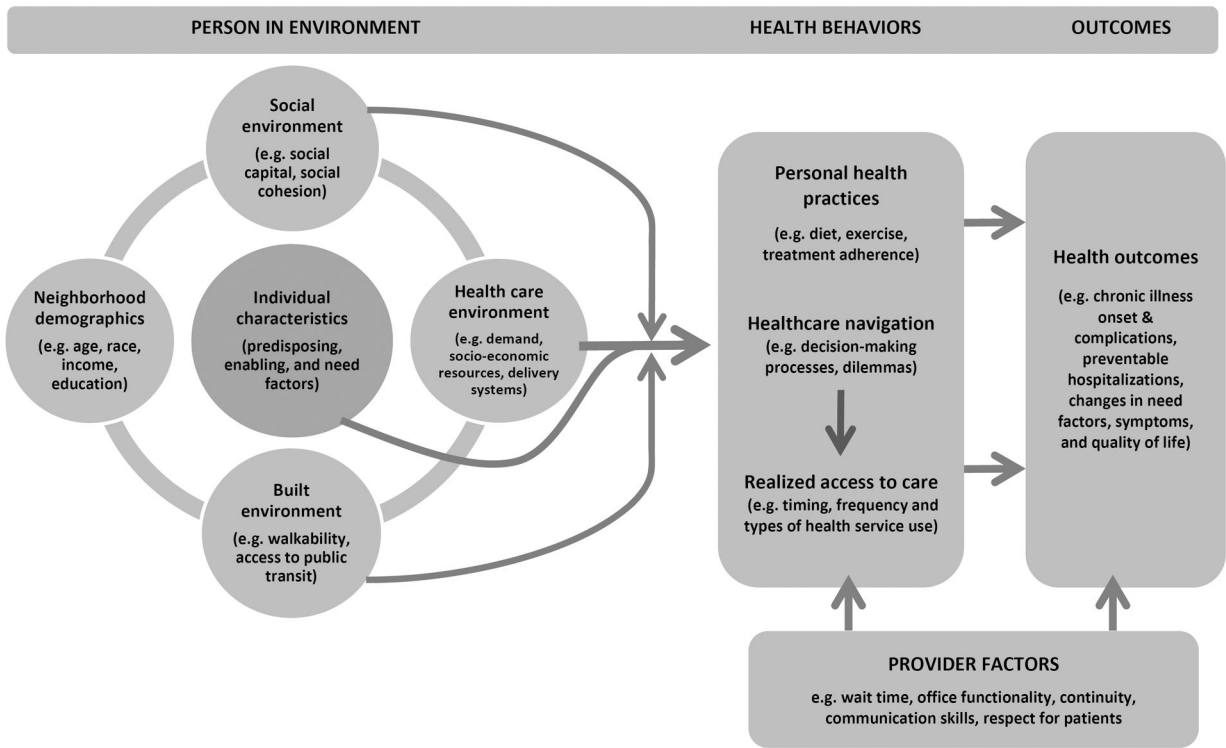 PERSON IN ENVIRONMENT
HEALTH BEHAVIORS
OUTCOMES
Social
environment
(e.g. social
capital, social
cohesion)
Neighborhood
demographics
(e.g. age, race,
income,
education)
Individual
characteristics
(predisposing,
enabling, and need
factors)
Health care
environment
(e.g. demand,
socio-economic
resources, delivery
systems)
Built
environment
(e.g. walkability,
access to public
transit)
Personal health
practices
(e.g. diet, exercise,
treatment adherence)
Healthcare navigation
(e.g. decision-making
processes, dilemmas)
Realized access to care
(e.g. timing, frequency and
types of health service use)
Health outcomes
(e.g. chronic illness
onset &
complications,
preventable
hospitalizations,
changes in need
factors, symptoms,
and quality of life)
PROVIDER FACTORS
e.g. wait time, office functionality, continuity,
communication skills, respect for patients